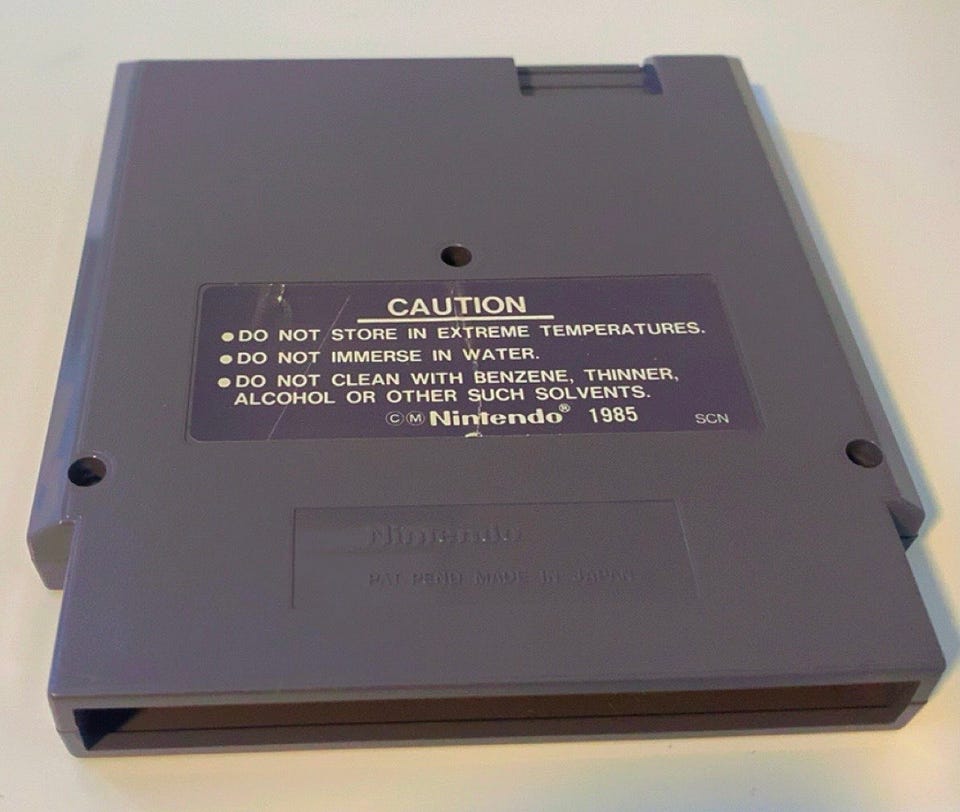 CAUTION
●DO NOT STORE IN EXTREME TEMPERATURES.
●DO NOT IMMERSE IN WATER.
●DO NOT CLEAN WITH BENZENE, THINNER,
ALCOHOL OR OTHER SUCH SOLVENTS.
ⒸⓂNintendo® 1985 SCN
Nintendo
PAT PEND MADE IN JAPAN